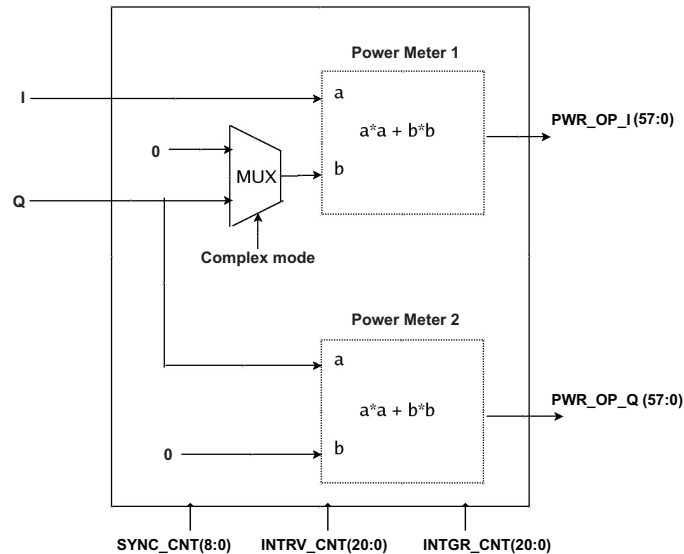 Power Meter 1
I
a
PWR_OP_I (57:0)
a*a + b*b
0
b
MUX
Q
Complex mode
Power Meter 2
a
PWR_OP_Q (57:0)
a*a + b*b
0
b
SYNC_CNT(8:0) INTRV_CNT(20:0) INTGR_CNT(20:0)